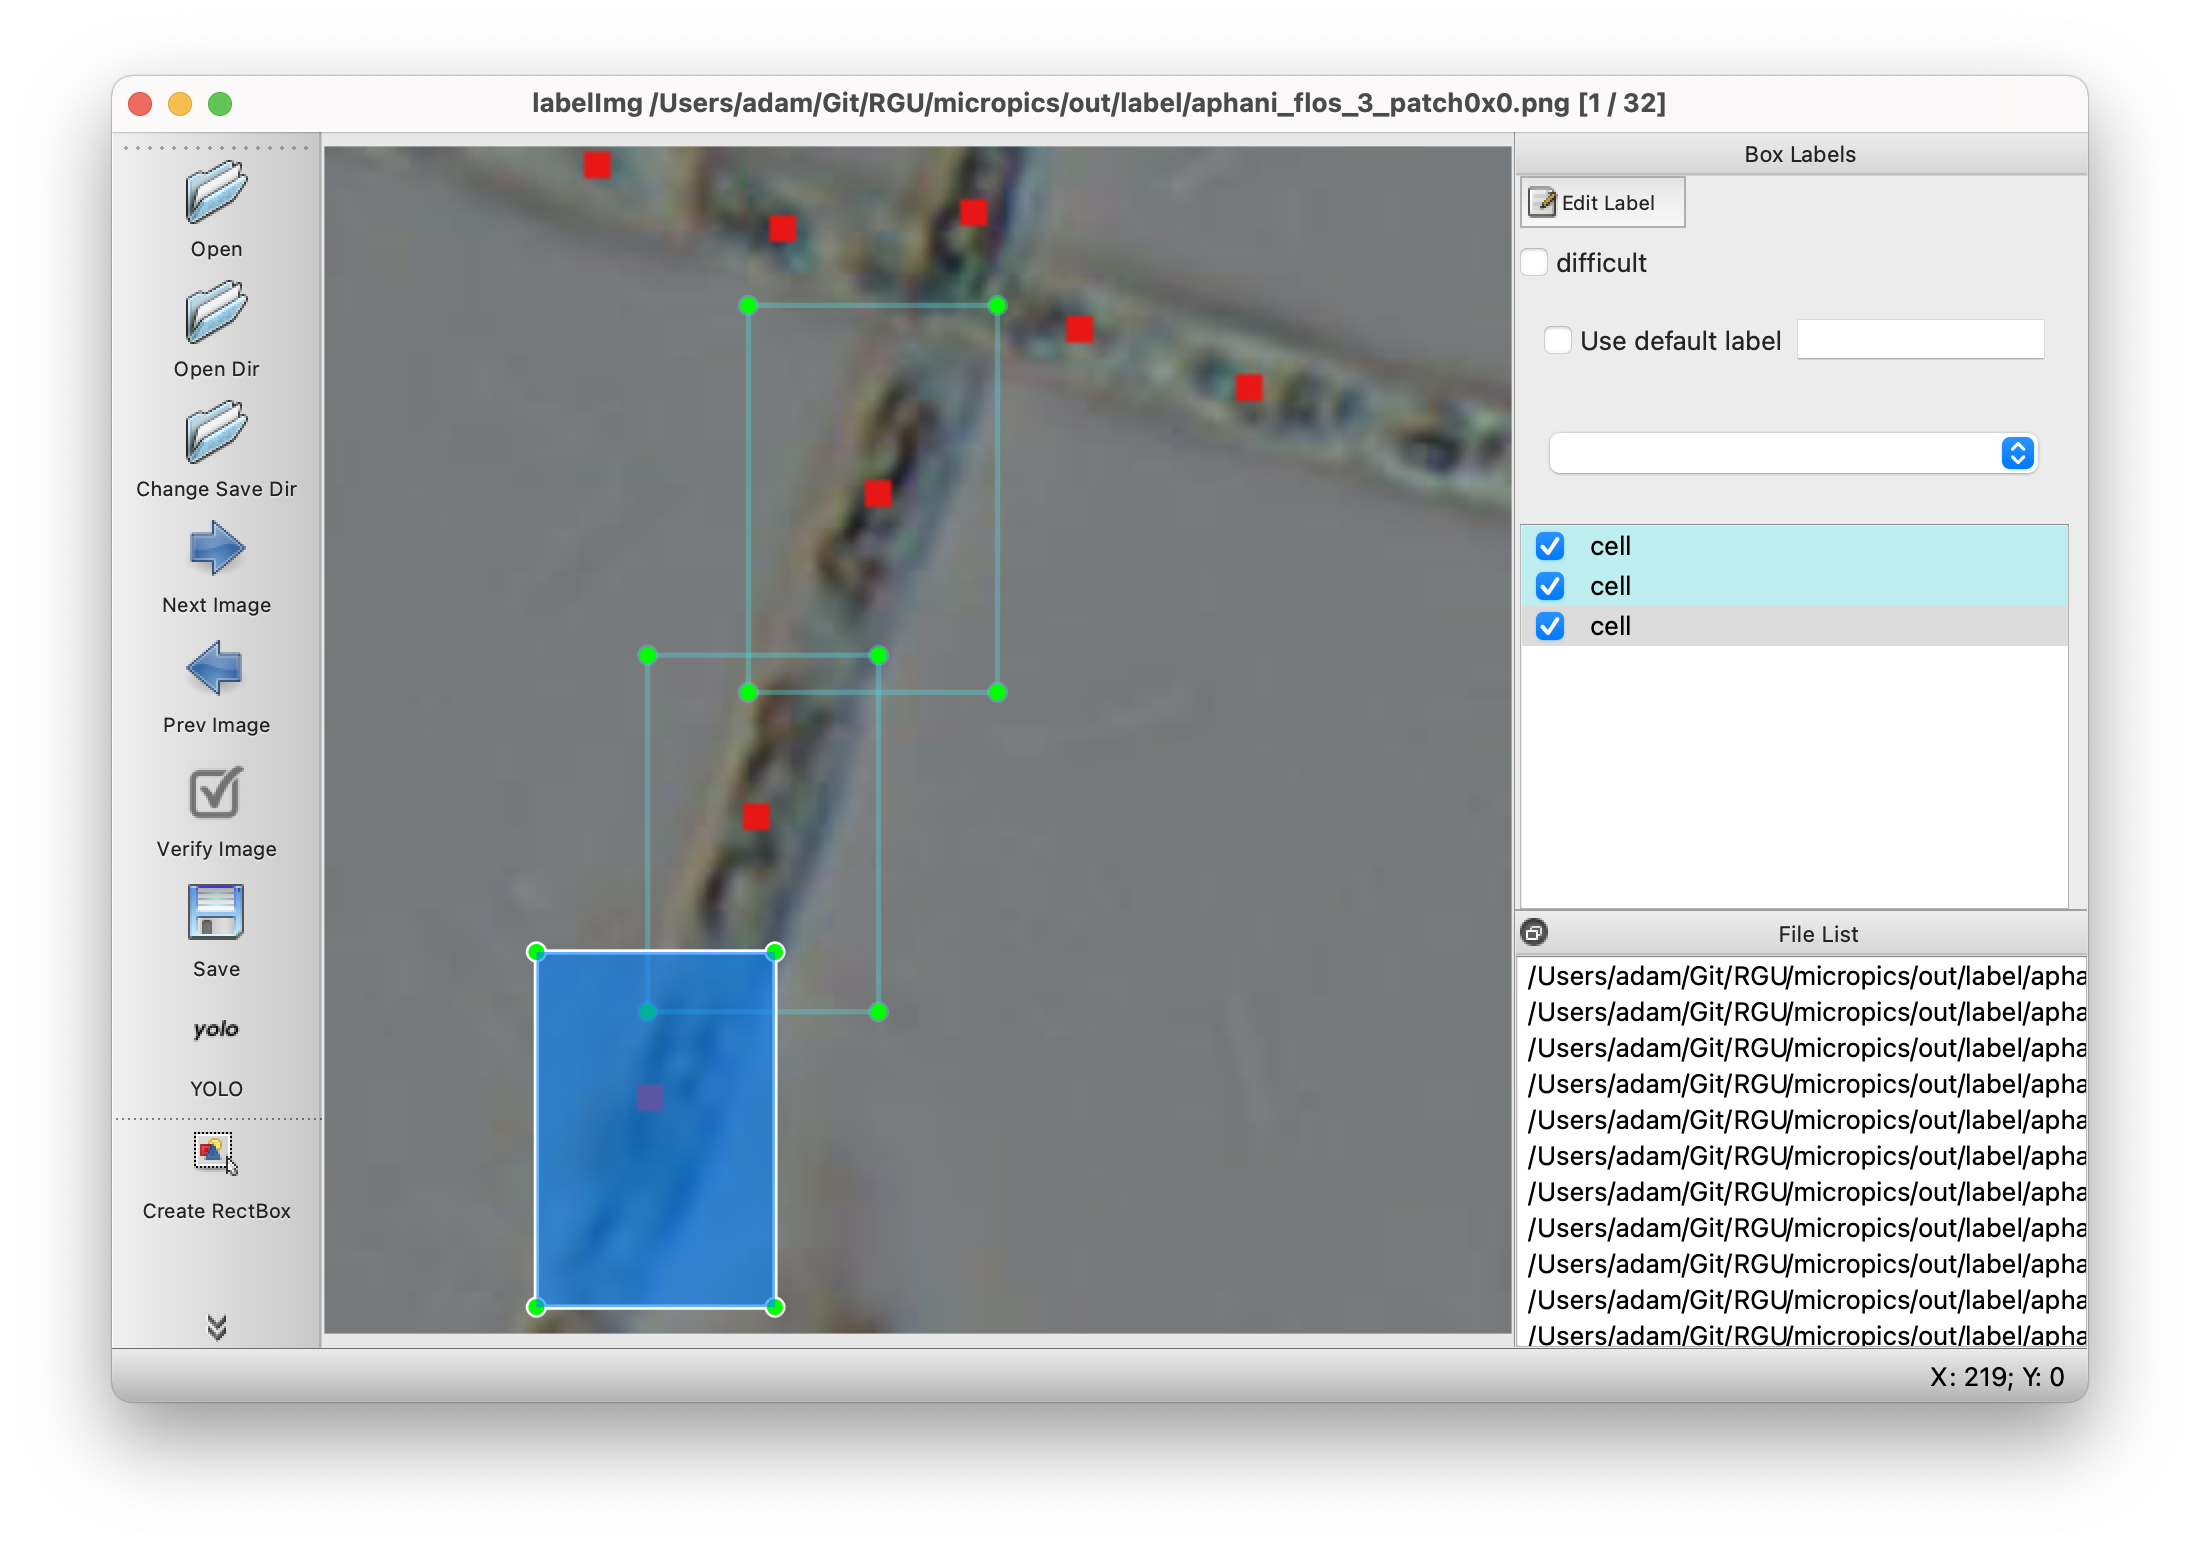 labelImg /Users/adam/Git/RGU/micropics/out/label/aphani_flos_3_patch0x0.png [1 / 32]
Open
Open Dir
Change Save Dir
Next Image
Prev Image
Verify Image
Save
yolo
YOLO
Create RectBox
Box Labels
Edit Label
difficult
Use default label
cell
cell
cell
File List
/Users/adam/Git/RGU/micropics/out/label/apha
/Users/adam/Git/RGU/micropics/out/label/apha
/Users/adam/Git/RGU/micropics/out/label/apha
/Users/adam/Git/RGU/micropics/out/label/apha
/Users/adam/Git/RGU/micropics/out/label/apha
/Users/adam/Git/RGU/micropics/out/label/apha
/Users/adam/Git/RGU/micropics/out/label/apha
/Users/adam/Git/RGU/micropics/out/label/apha
/Users/adam/Git/RGU/micropics/out/label/apha
/Users/adam/Git/RGU/micropics/out/label/apha
/Users/adam/Git/RGU/micropics/out/label/apha
X: 219; Y: 0